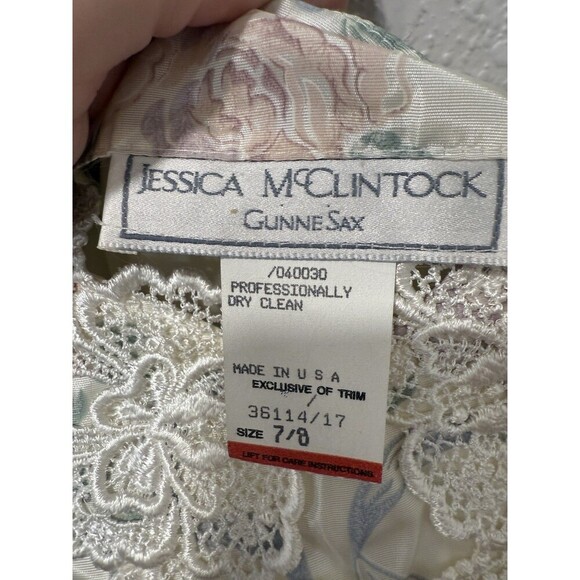 JESSICA McCLINTOCK
GUNNE SAX
/040030
PROFESSIONALLY
DRY CLEAN
MADE IN U S A
EXCLUSIVE OF TRIM
/
36114/17
SIZE 7/8
LIFT FOR CARE INSTRUCTIONS